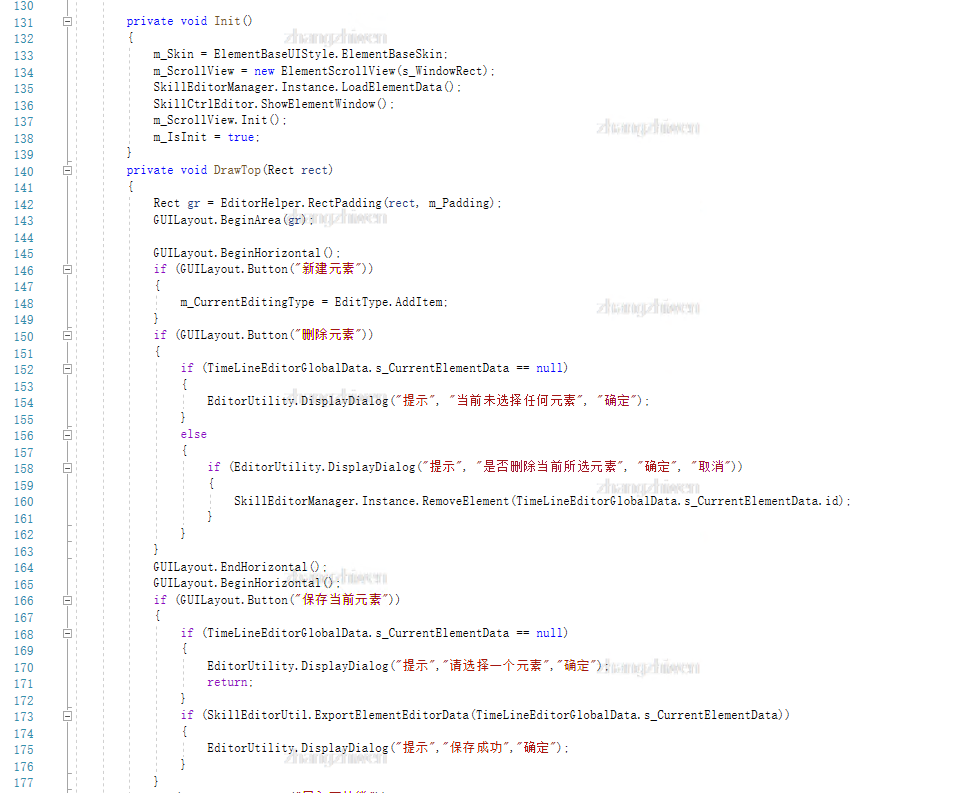 130
131 private void Init()
132 {
133 m_Skin = ElementBaseUIStyle.ElementBaseSkin;
134 m_ScrollView = new ElementScrollView(s_WindowRect);
135 SkillEditorManager.Instance.LoadElementData();
136 SkillCtrlEditor.ShowElementWindow();
137 m_ScrollView.Init();
138 m_IsInit = true;
139 }
140 private void DrawTop(Rect rect)
141 {
142 Rect gr = EditorHelper.RectPadding(rect, m_Padding);
143 GUILayout.BeginArea(gr);
144
145 GUILayout.BeginHorizontal();
146 if (GUILayout.Button("新建元素"))
147 {
148 m_CurrentEditingType = EditType.AddItem;
149 }
150 if (GUILayout.Button("删除元素"))
151 {
152 if (TimeLineEditorGlobalData.s_CurrentElementData == null)
153 {
154 EditorUtility.DisplayDialog("提示", "当前未选择任何元素", "确定");
155 }
156 else
157 {
158 if (EditorUtility.DisplayDialog("提示", "是否删除当前所选元素", "确定", "取消"))
159 {
160 SkillEditorManager.Instance.RemoveElement(TimeLineEditorGlobalData.s_CurrentElementData.id);
161 }
162 }
163 }
164 GUILayout.EndHorizontal();
165 GUILayout.BeginHorizontal();
166 if (GUILayout.Button("保存当前元素"))
167 {
168 if (TimeLineEditorGlobalData.s_CurrentElementData == null)
169 {
170 EditorUtility.DisplayDialog("提示","请选择一个元素","确定");
171 return;
172 }
173 if (SkillEditorUtil.ExportElementEditorData(TimeLineEditorGlobalData.s_CurrentElementData))
174 {
175 EditorUtility.DisplayDialog("提示","保存成功","确定");
176 }
177 }
zhangzhiwen
zhangzhiwen
zhangzhiwen
zhangzhiwen
zhangzhiwen
zhangzhiwen
zhangzhiwen
zhangzhiwen
zhangzhiwen